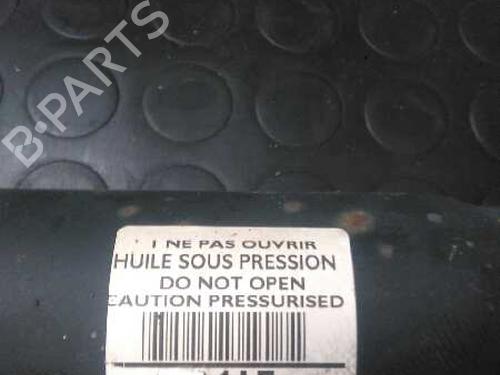 B-PARTS
! NE PAS OUVRIR
HUILE SOUS PRESSION
DO NOT OPEN
CAUTION PRESSURISED